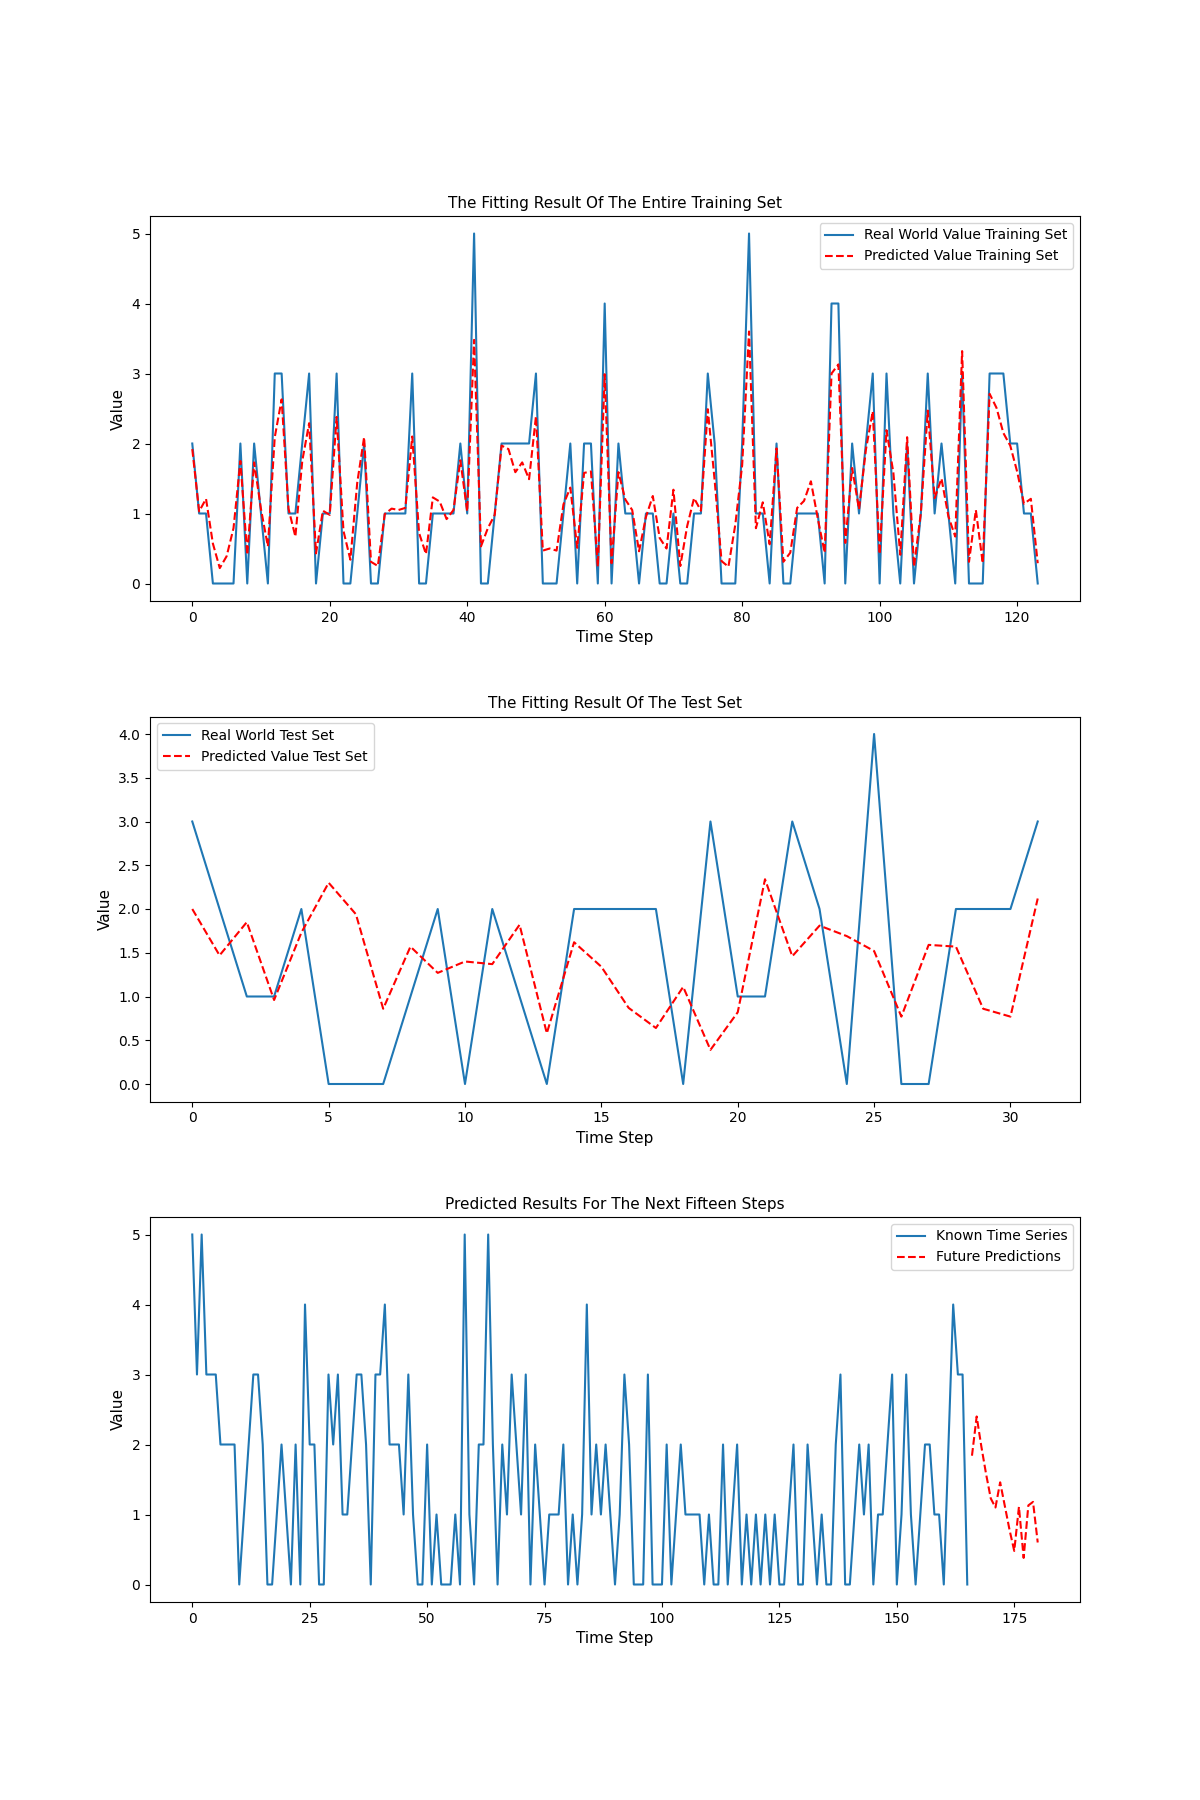 The Fitting Result Of The Entire Training Set
Real World Value Training Set
Predicted Value Training Set
Value
5
4
3
2
1
0
0 20 40 60 80 100 120
Time Step
The Fitting Result Of The Test Set
Real World Test Set
Predicted Value Test Set
Value
4.0
3.5
3.0
2.5
2.0
1.5
1.0
0.5
0.0
0 5 10 15 20 25 30
Time Step
Predicted Results For The Next Fifteen Steps
Known Time Series
Future Predictions
Value
5
4
3
2
1
0
0 25 50 75 100 125 150 175
Time Step